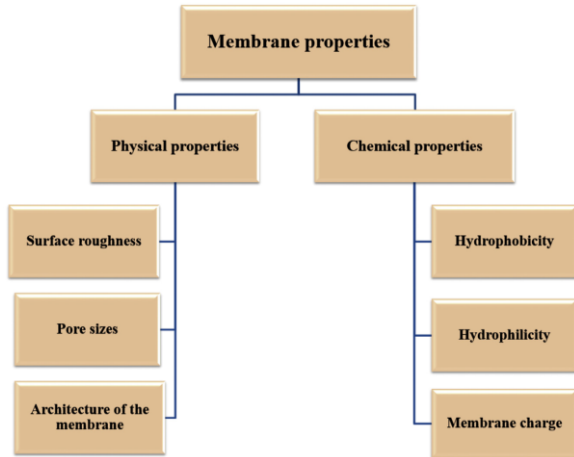 Membrane properties
Physical properties
Chemical properties
Surface roughness
Hydrophobicity
Pore sizes
Hydrophilicity
Architecture of the
membrane
Membrane charge